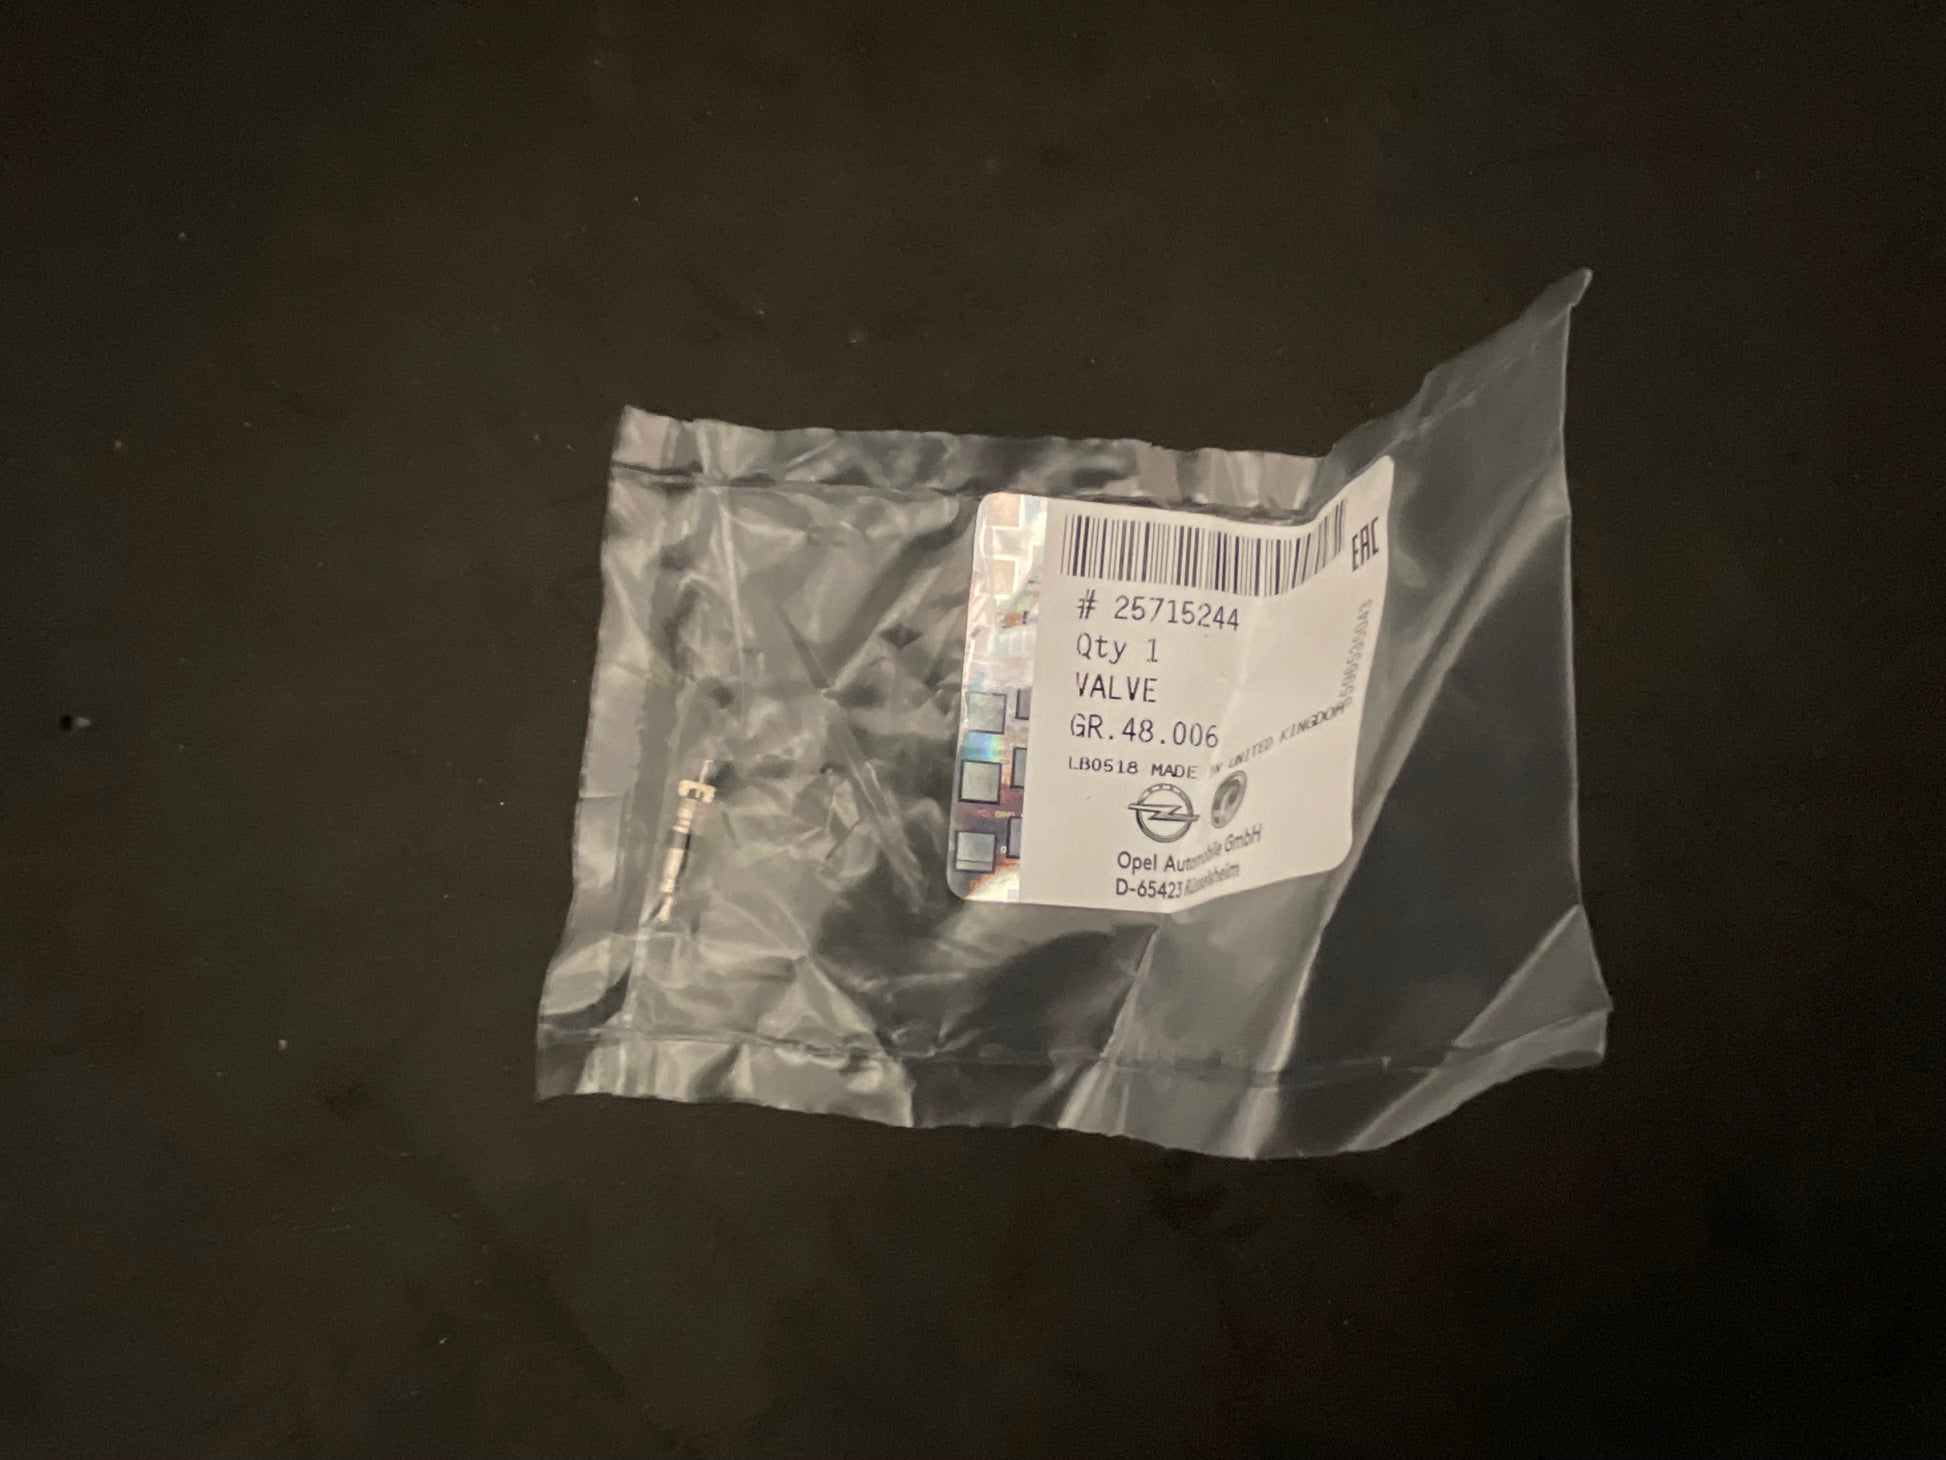 EAC
# 25715244
Qty 1
VALVE
GR.48.006
LB0518 MADE IN UNITED KINGDOM
Opel Automobile GmbH
D-65423 Rüsselsheim